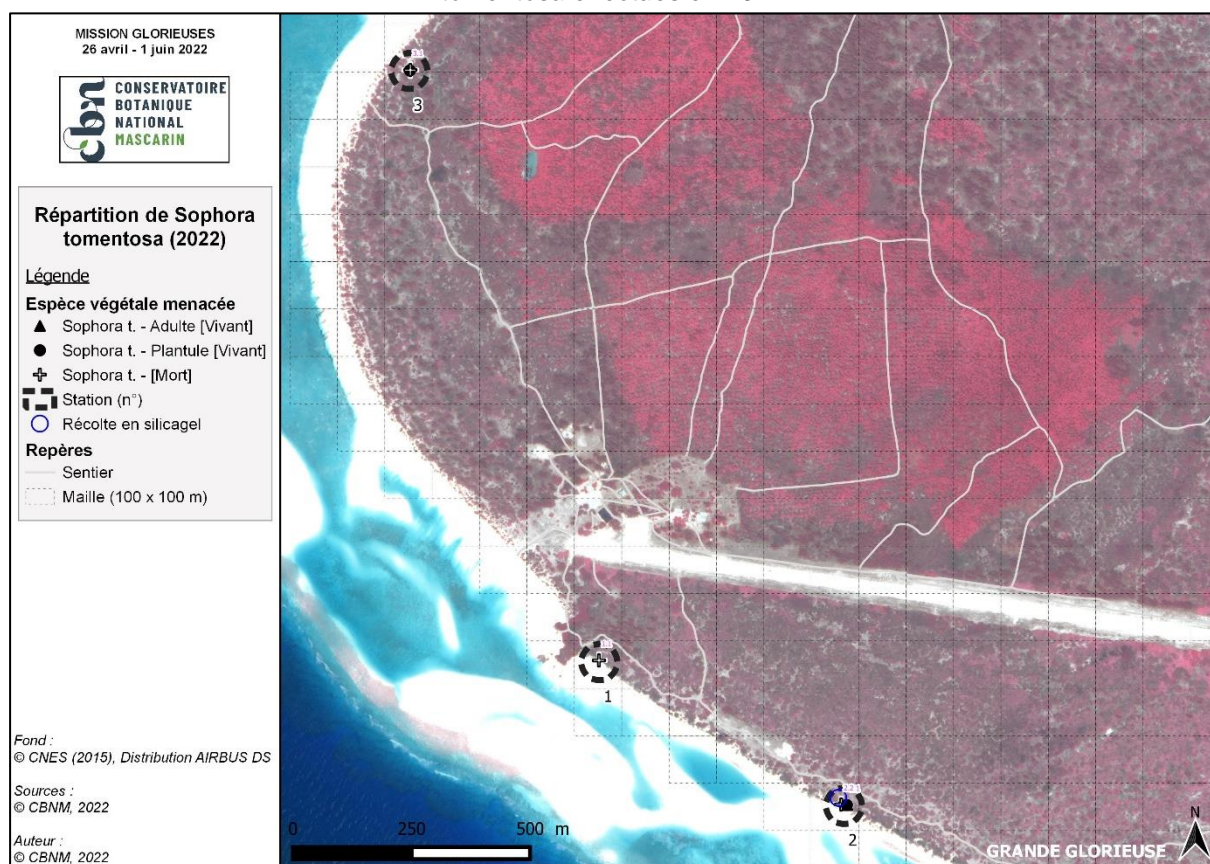 MISSION GLORIEUSES
26 avril - 1 juin 2022
cbn
CONSERVATOIRE
BOTANIQUE
NATIONAL
MASCARIN
Répartition de Sophora
tomentosa (2022)
Légende
Espèce végétale menacée
Sophora t. - Adulte [Vivant]
Sophora t. - Plantule [Vivant]
Sophora t. - [Mort]
Station (n°)
Récolte en silicagel
Repères
Sentier
Maille (100 x 100 m)
Fond :
© CNES (2015), Distribution AIRBUS DS
Sources :
© CBNM, 2022
Auteur :
© CBNM, 2022
3
1
2
0 250 500 m
GRANDE GLORIEUSE
N